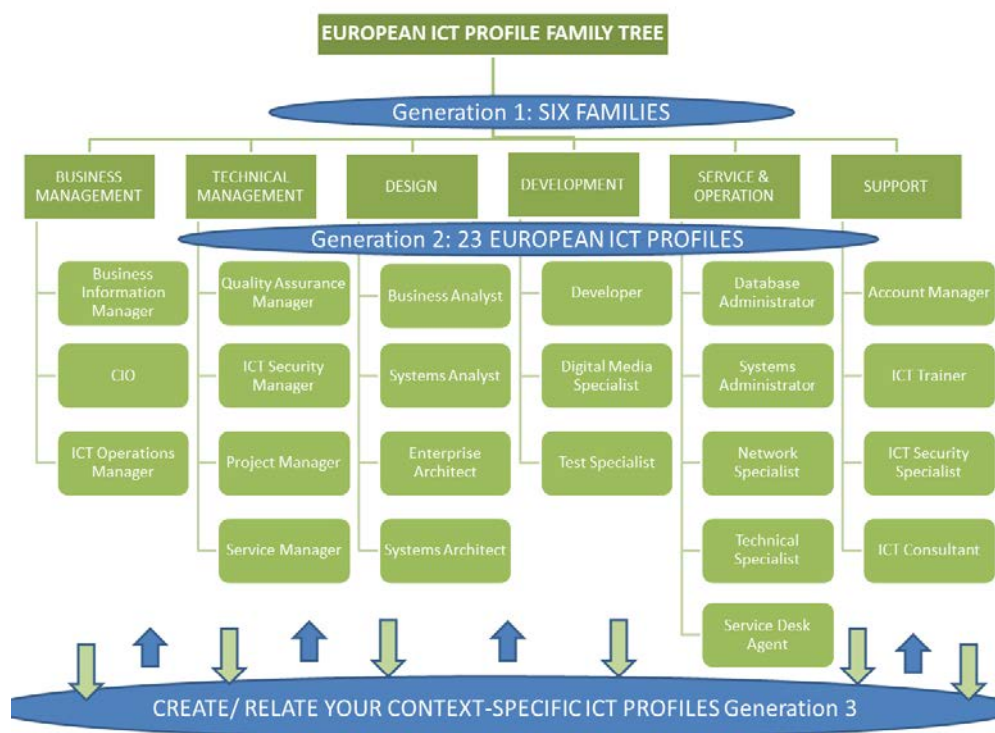 EUROPEAN ICT PROFILE FAMILY TREE
Generation 1: SIX FAMILIES
BUSINESS
MANAGEMENT
TECHNICAL
MANAGEMENT
DESIGN
DEVELOPMENT
SERVICE &
OPERATION
SUPPORT
Generation 2: 23 EUROPEAN ICT PROFILES
Business
Information
Manager
CIO
ICT Operations
Manager
Quality Assurance
Manager
ICT Security
Manager
Project Manager
Service Manager
Business Analyst
Systems Analyst
Enterprise
Architect
Systems Architect
Developer
Digital Media
Specialist
Test Specialist
Database
Administrator
Systems
Administrator
Network
Specialist
Technical
Specialist
Service Desk
Agent
Account Manager
ICT Trainer
ICT Security
Specialist
ICT Consultant
CREATE/ RELATE YOUR CONTEXT-SPECIFIC ICT PROFILES Generation 3